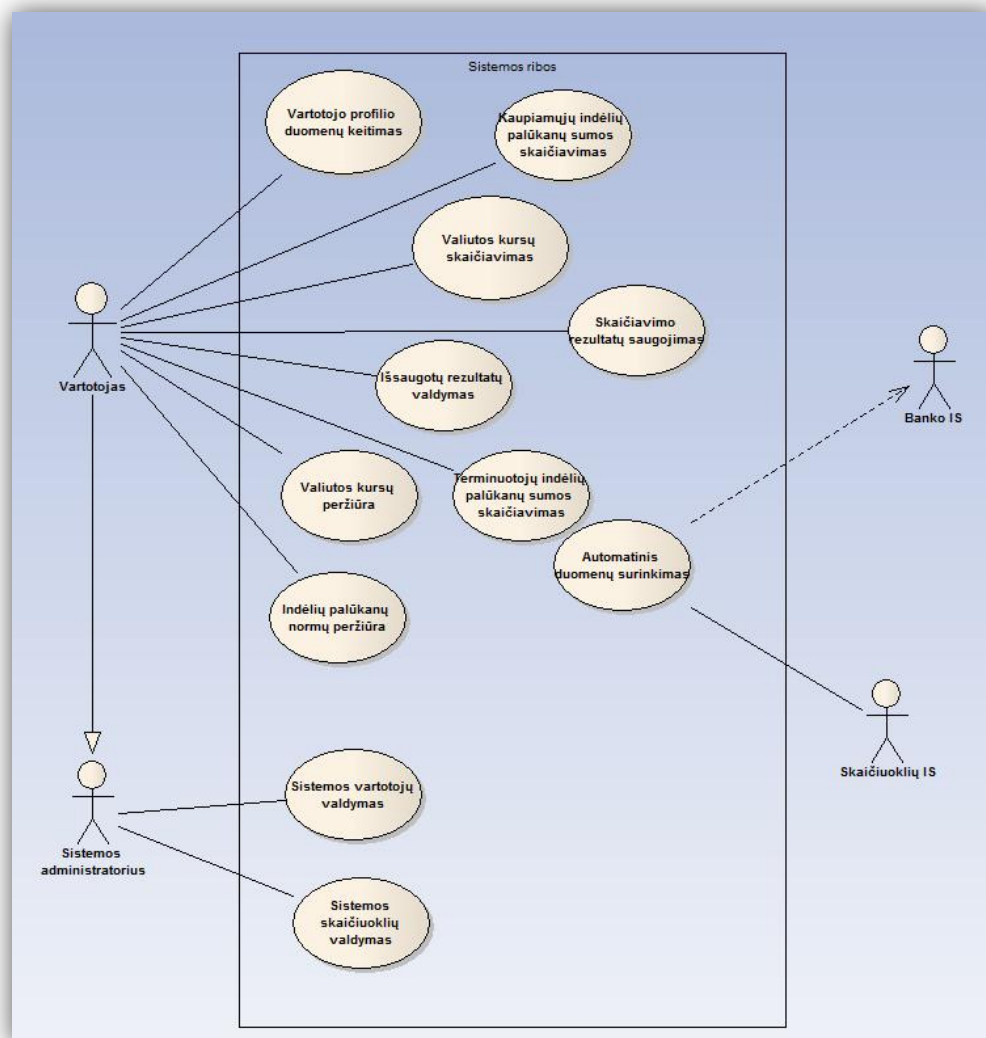 Sistemos ribos
Vartotojo profilio
duomenų keitimas
Kaupiamųjų indėlių
palūkanų sumos
skaičiavimas
Valiutos kursų
skaičiavimas
Skaičiavimo
rezultatų saugojimas
Vartotojas
Išsaugotų rezultatų
valdymas
Banko IS
Valiutos kursų
peržiūra
Terminuotojų indėlių
palūkanų sumos
skaičiavimas
Automatinis
duomenų surinkimas
Indėlių palūkanų
normų peržiūra
Skaičiuoklių IS
Sistemos vartotojų
valdymas
Sistemos
administratorius
Sistemos
skaičiuoklių
valdymas